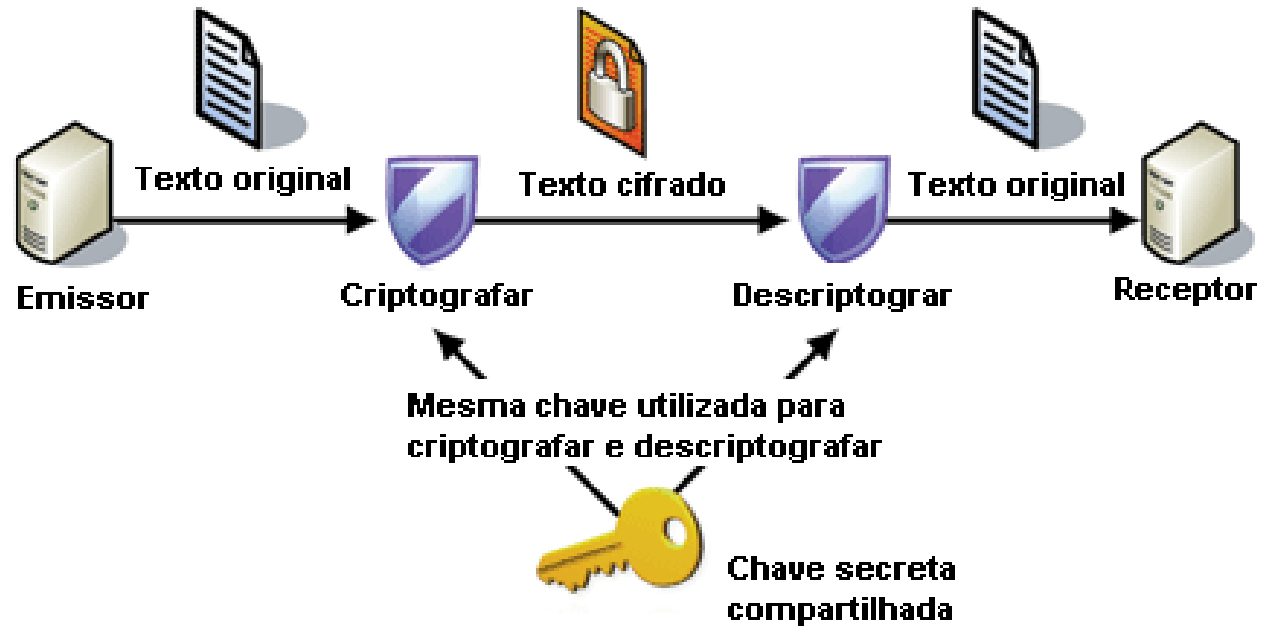 Texto original
Texto cifrado
Texto original
Emissor
Criptografar
Descriptograr
Receptor
Mesma chave utilizada para
criptografar e descriptografar
Chave secreta
compartilhada